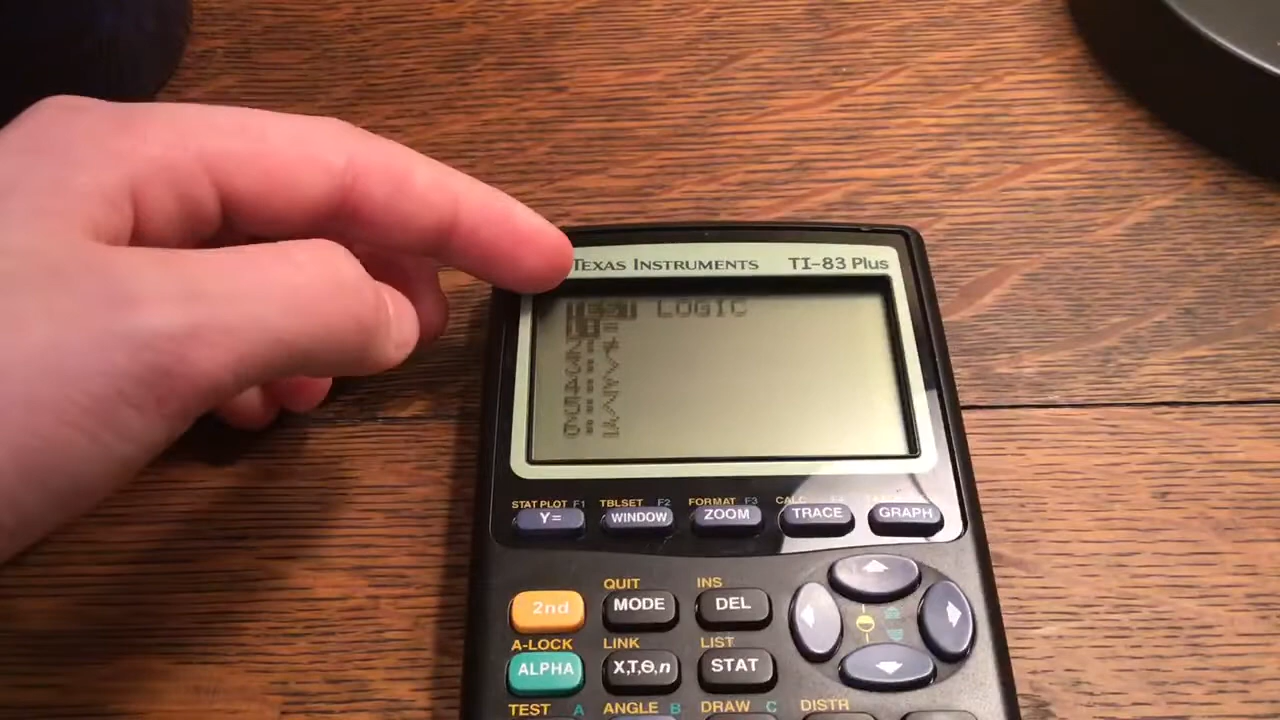 TEXAS INSTRUMENTS TI-83 Plus
TEST LOGIC
1:=
2:≠
3:>
4:≥
5:<
6:≤
STAT PLOT F1 TBLSET F2 FORMAT F3 CALC F4
Y= WINDOW ZOOM TRACE GRAPH
QUIT INS
2nd MODE DEL
A-LOCK LINK LIST
ALPHA X,T,Θ,n STAT
TEST A ANGLE B DRAW C DISTR